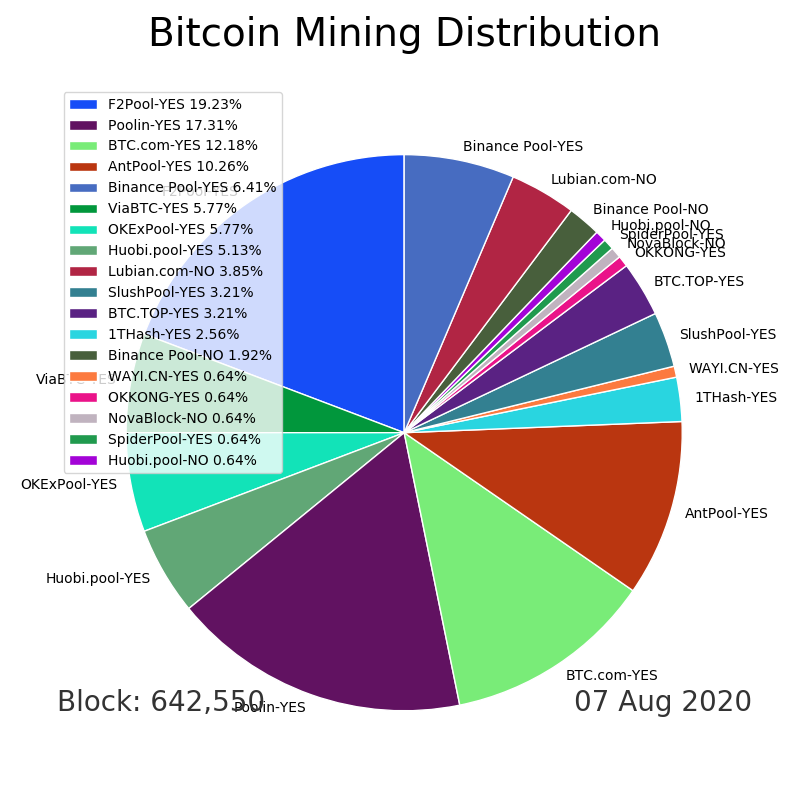 Bitcoin Mining Distribution
F2Pool-YES 19.23%
Poolin-YES 17.31%
BTC.com-YES 12.18%
AntPool-YES 10.26%
Binance Pool-YES 6.41%
ViaBTC-YES 5.77%
OKExPool-YES 5.77%
Huobi.pool-YES 5.13%
Lubian.com-NO 3.85%
SlushPool-YES 3.21%
BTC.TOP-YES 3.21%
1THash-YES 2.56%
Binance Pool-NO 1.92%
WAYI.CN-YES 0.64%
OKKONG-YES 0.64%
NovaBlock-NO 0.64%
SpiderPool-YES 0.64%
Huobi.pool-NO 0.64%
Binance Pool-YES
Lubian.com-NO
Binance Pool-NO
Huobi.pool-NO
SpiderPool-YES
NovaBlock-NO
OKKONG-YES
BTC.TOP-YES
SlushPool-YES
WAYI.CN-YES
1THash-YES
AntPool-YES
BTC.com-YES
Poolin-YES
Huobi.pool-YES
OKExPool-YES
ViaBTC-YES
F2Pool-YES
Block: 642,550
07 Aug 2020